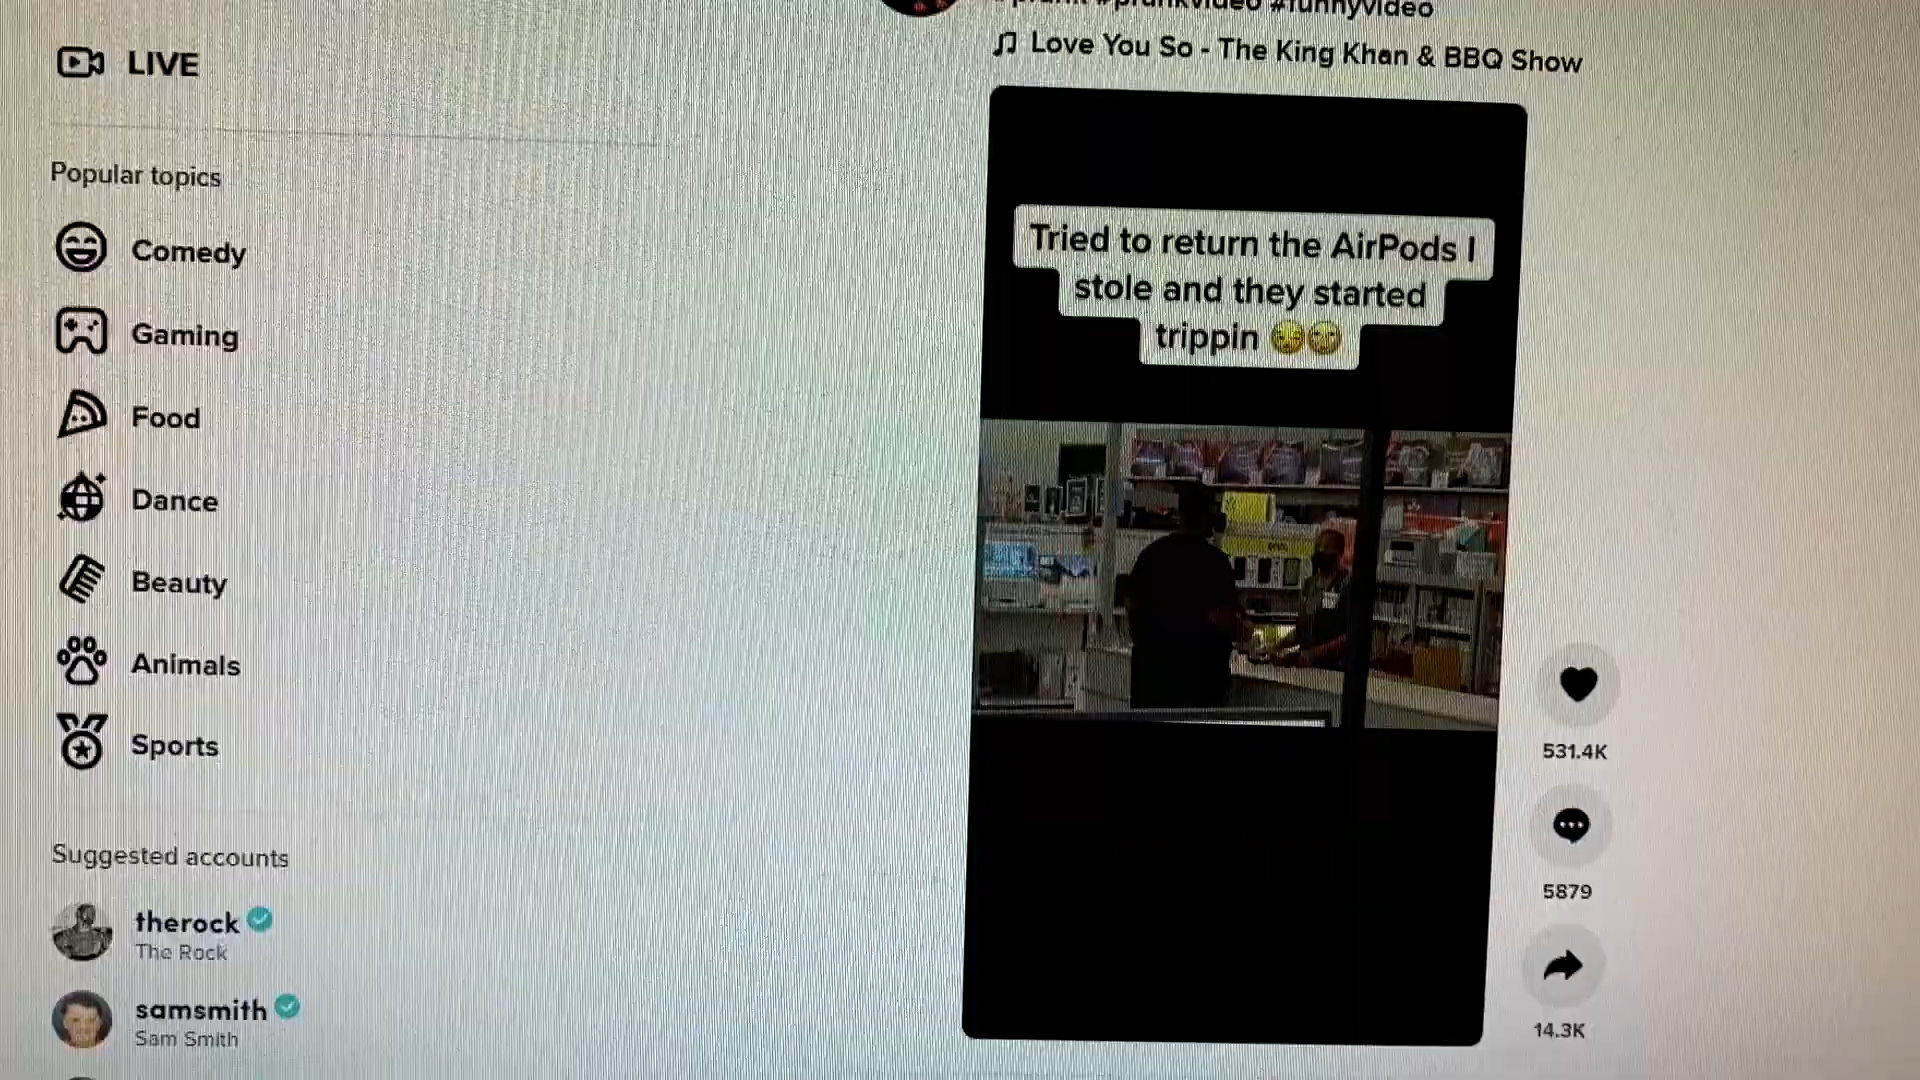 LIVE
Popular topics
Comedy
Gaming
Food
Dance
Beauty
Animals
Sports
Suggested accounts
therock
The Rock
samsmith
Sam Smith
#prank #prankvideo #funnyvideo
Love You So - The King Khan & BBQ Show
Tried to return the AirPods I
stole and they started
trippin
531.4K
5879
14.3K